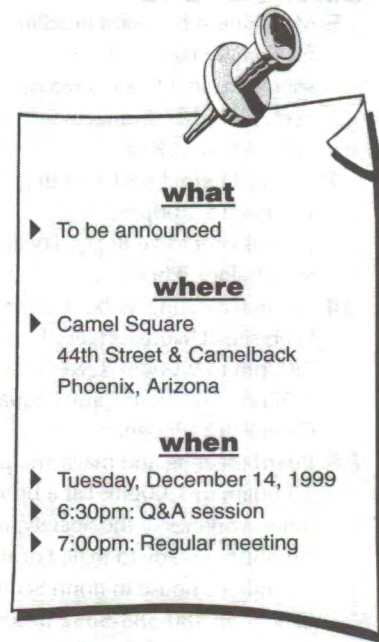 what
To be announced
where
Camel Square
44th Street & Camelback
Phoenix, Arizona
when
Tuesday, December 14, 1999
6:30pm: Q&A session
7:00pm: Regular meeting